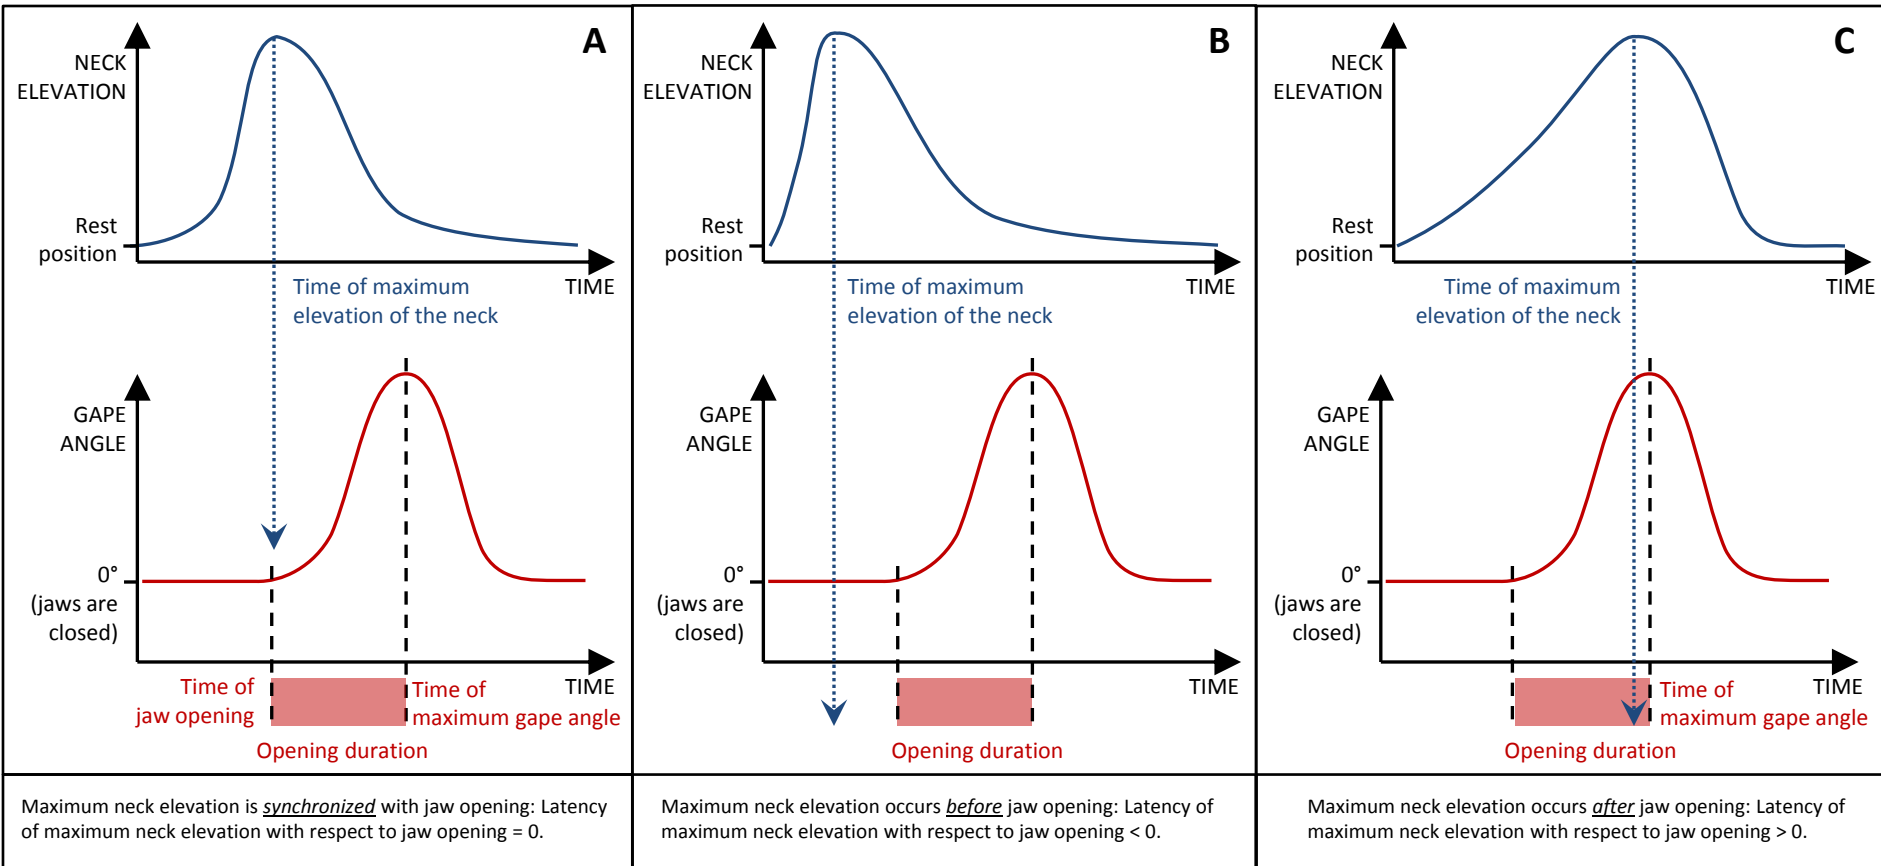 A
NECK
ELEVATION
Rest
position
TIME
Time of maximum
elevation of the neck
GAPE
ANGLE
0°
(jaws are
closed)
TIME
Time of
jaw opening
Time of
maximum gape angle
Opening duration
Maximum neck elevation is synchronized with jaw opening: Latency
of maximum neck elevation with respect to jaw opening = 0.
B
NECK
ELEVATION
Rest
position
TIME
Time of maximum
elevation of the neck
GAPE
ANGLE
0°
(jaws are
closed)
TIME
Opening duration
Maximum neck elevation occurs before jaw opening: Latency of
maximum neck elevation with respect to jaw opening < 0.
C
NECK
ELEVATION
Rest
position
TIME
Time of maximum
elevation of the neck
GAPE
ANGLE
0°
(jaws are
closed)
TIME
Time of
maximum gape angle
Opening duration
Maximum neck elevation occurs after jaw opening: Latency of
maximum neck elevation with respect to jaw opening > 0.